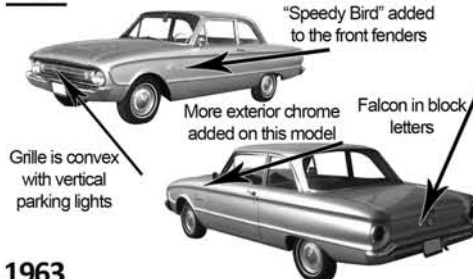 “Speedy Bird” added
to the front fenders
More exterior chrome
added on this model
Falcon in block
letters
Grille is convex
with vertical
parking lights
1963